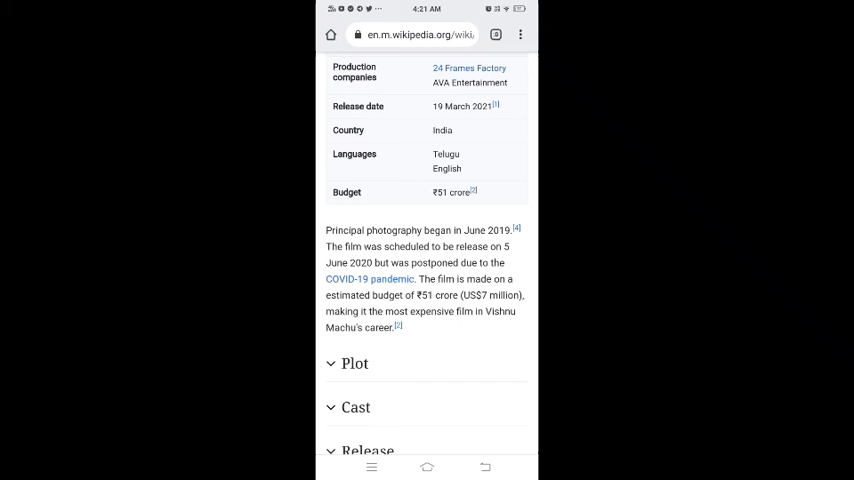 4:21 AM
en.m.wikipedia.org/wiki/
Production
companies
24 Frames Factory
AVA Entertainment
Release date
19 March 2021[1]
Country
India
Languages
Telugu
English
Budget
₹51 crore[2]
Principal photography began in June 2019.[4]
The film was scheduled to be release on 5
June 2020 but was postponed due to the
COVID-19 pandemic. The film is made on a
estimated budget of ₹51 crore (US$7 million),
making it the most expensive film in Vishnu
Machu's career.[2]
Plot
Cast
Release